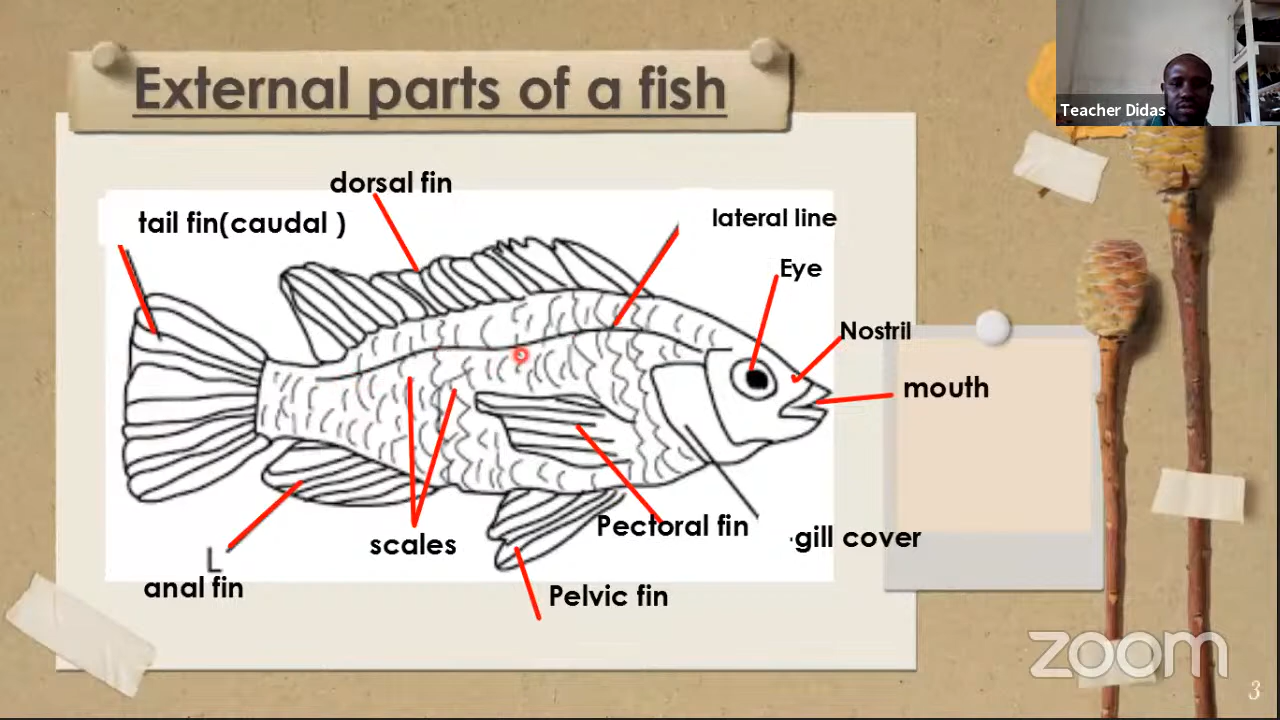 External parts of a fish
Teacher Didas
dorsal fin
tail fin(caudal )
lateral line
Eye
Nostril
mouth
Pectoral fin
gill cover
scales
L
anal fin
Pelvic fin
zoom
3